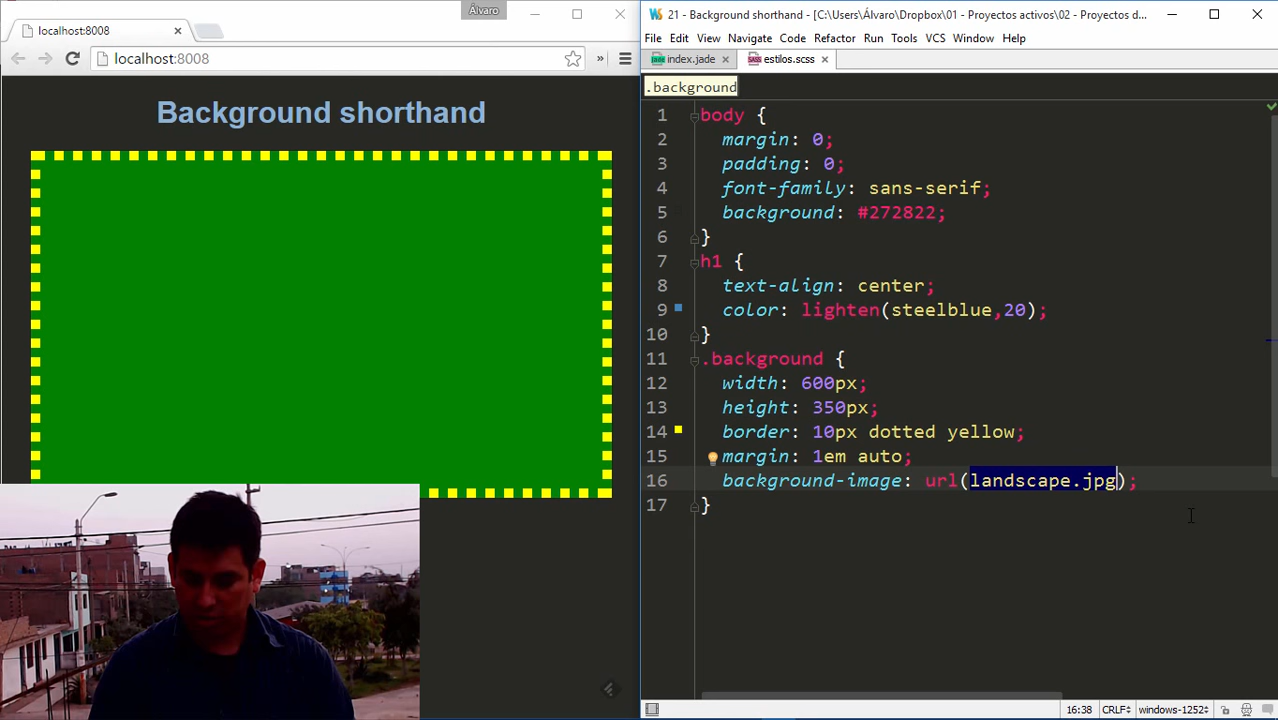 Álvaro
localhost:8008
localhost:8008
Background shorthand
21 - Background shorthand - [C:\Users\Álvaro\Dropbox\01 - Proyectos activos\02 - Proyectos d...
File Edit View Navigate Code Refactor Run Tools VCS Window Help
index.jade estilos.scss
.background
1 body {
2 margin: 0;
3 padding: 0;
4 font-family: sans-serif;
5 background: #272822;
6 }
7 h1 {
8 text-align: center;
9 color: lighten(steelblue,20);
10 }
11 .background {
12 width: 600px;
13 height: 350px;
14 border: 10px dotted yellow;
15 margin: 1em auto;
16 background-image: url(landscape.jpg);
17 }
16:38 CRLF windows-1252